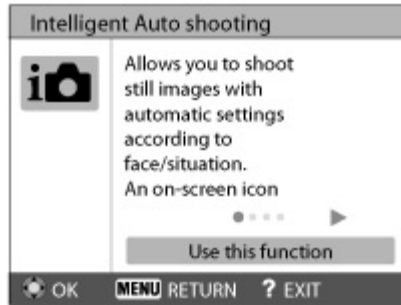 Intelligent Auto shooting
i
Allows you to shoot
still images with
automatic settings
according to
face/situation.
An on-screen icon
Use this function
OK MENU RETURN ? EXIT